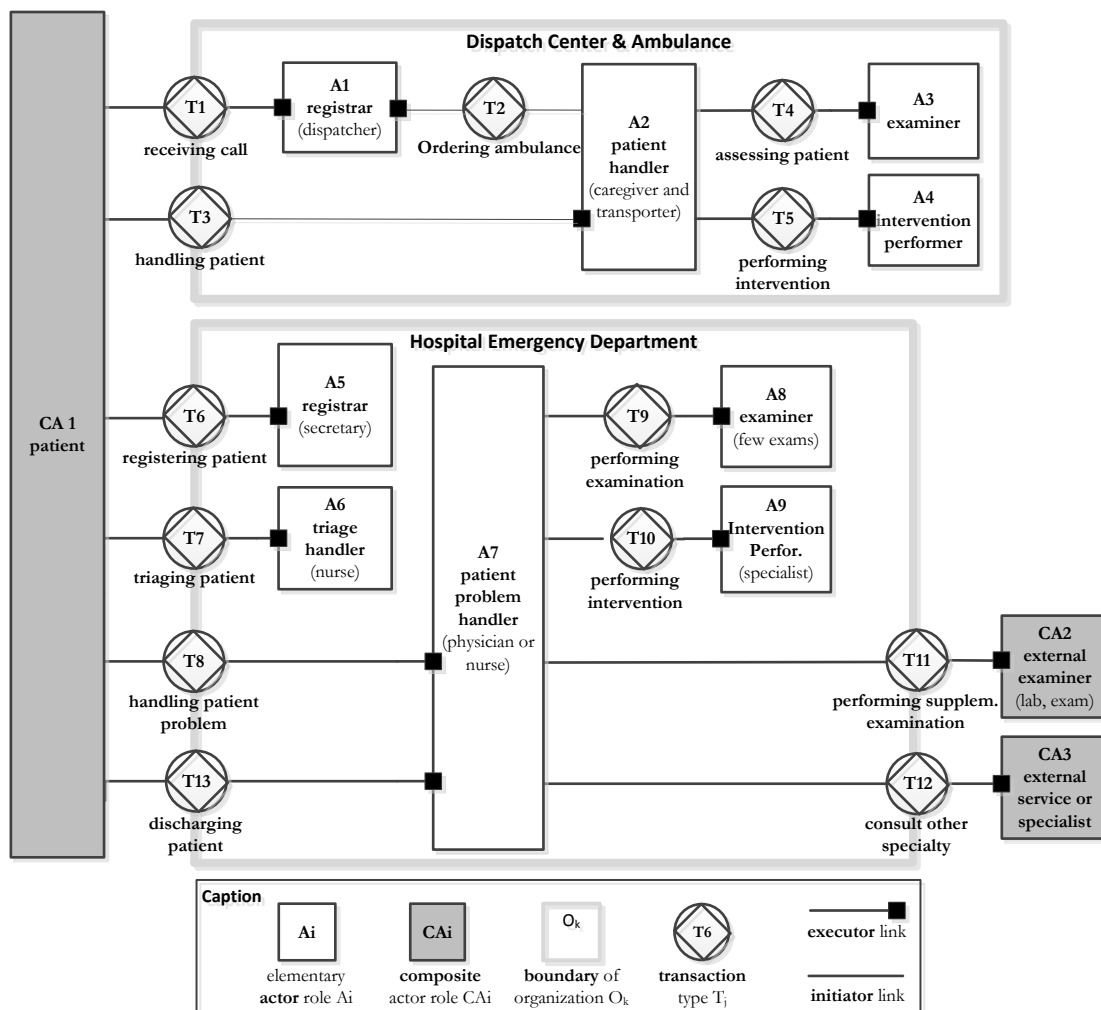 Dispatch Center & Ambulance
T1
receiving call
A1
registrar
(dispatcher)
T2
Ordering ambulance
A2
patient
handler
(caregiver and
transporter)
T4
assessing patient
A3
examiner
T3
handling patient
T5
performing
intervention
A4
intervention
performer
CA 1
patient
Hospital Emergency Department
T6
registering patient
A5
registrar
(secretary)
T7
triaging patient
A6
triage
handler
(nurse)
T8
handling patient
problem
T13
discharging
patient
A7
patient
problem
handler
(physician or
nurse)
T9
performing
examination
A8
examiner
(few exams)
T10
performing
intervention
A9
Intervention
Perfor.
(specialist)
T11
performing supplem.
examination
CA2
external
examiner
(lab, exam)
T12
consult other
specialty
CA3
external
service or
specialist
Caption
Ai
elementary
actor role Ai
CAi
composite
actor role CAi
Ok
boundary of
organization Ok
T6
transaction
type Tj
executor link
initiator link